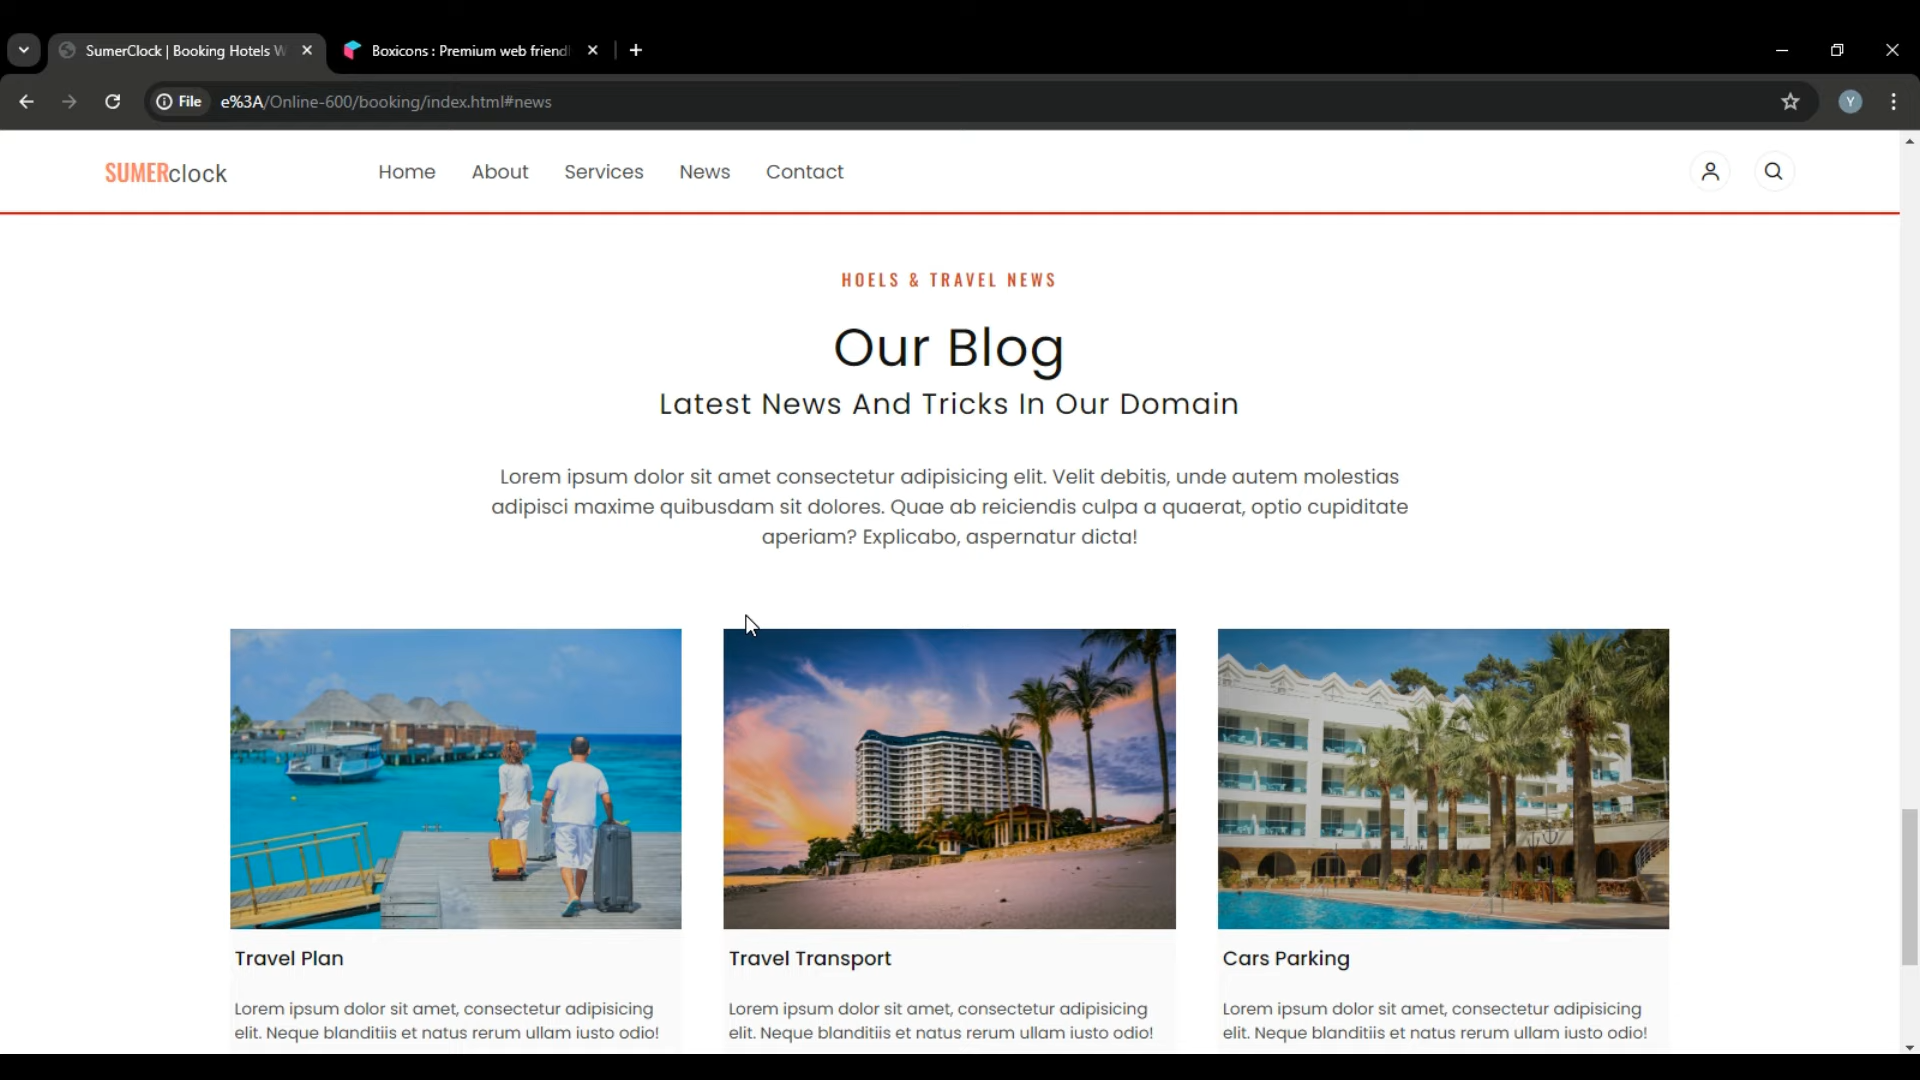 SumerClock | Booking Hotels W
Boxicons : Premium web friend
File
e%3A/Online-600/booking/index.html#news
Y
SUMERclock
Home
About
Services
News
Contact
HOELS & TRAVEL NEWS
Our Blog
Latest News And Tricks In Our Domain
Lorem ipsum dolor sit amet consectetur adipisicing elit. Velit debitis, unde autem molestias
adipisci maxime quibusdam sit dolores. Quae ab reiciendis culpa a quaerat, optio cupiditate
aperiam? Explicabo, aspernatur dicta!
Travel Plan
Lorem ipsum dolor sit amet, consectetur adipisicing
elit. Neque blanditiis et natus rerum ullam iusto odio!
Travel Transport
Lorem ipsum dolor sit amet, consectetur adipisicing
elit. Neque blanditiis et natus rerum ullam iusto odio!
Cars Parking
Lorem ipsum dolor sit amet, consectetur adipisicing
elit. Neque blanditiis et natus rerum ullam iusto odio!